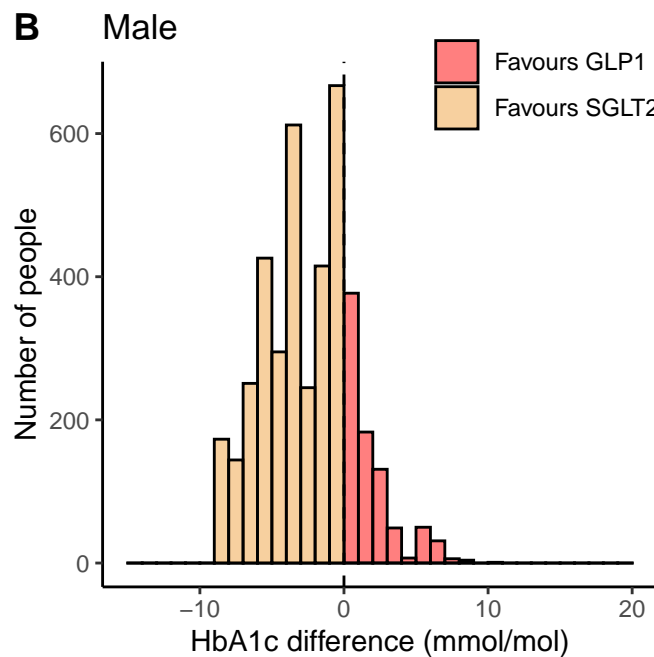 B Male
Favours GLP1
Favours SGLT2
600
400
200
0
Number of people
−10 0 10 20
HbA1c difference (mmol/mol)